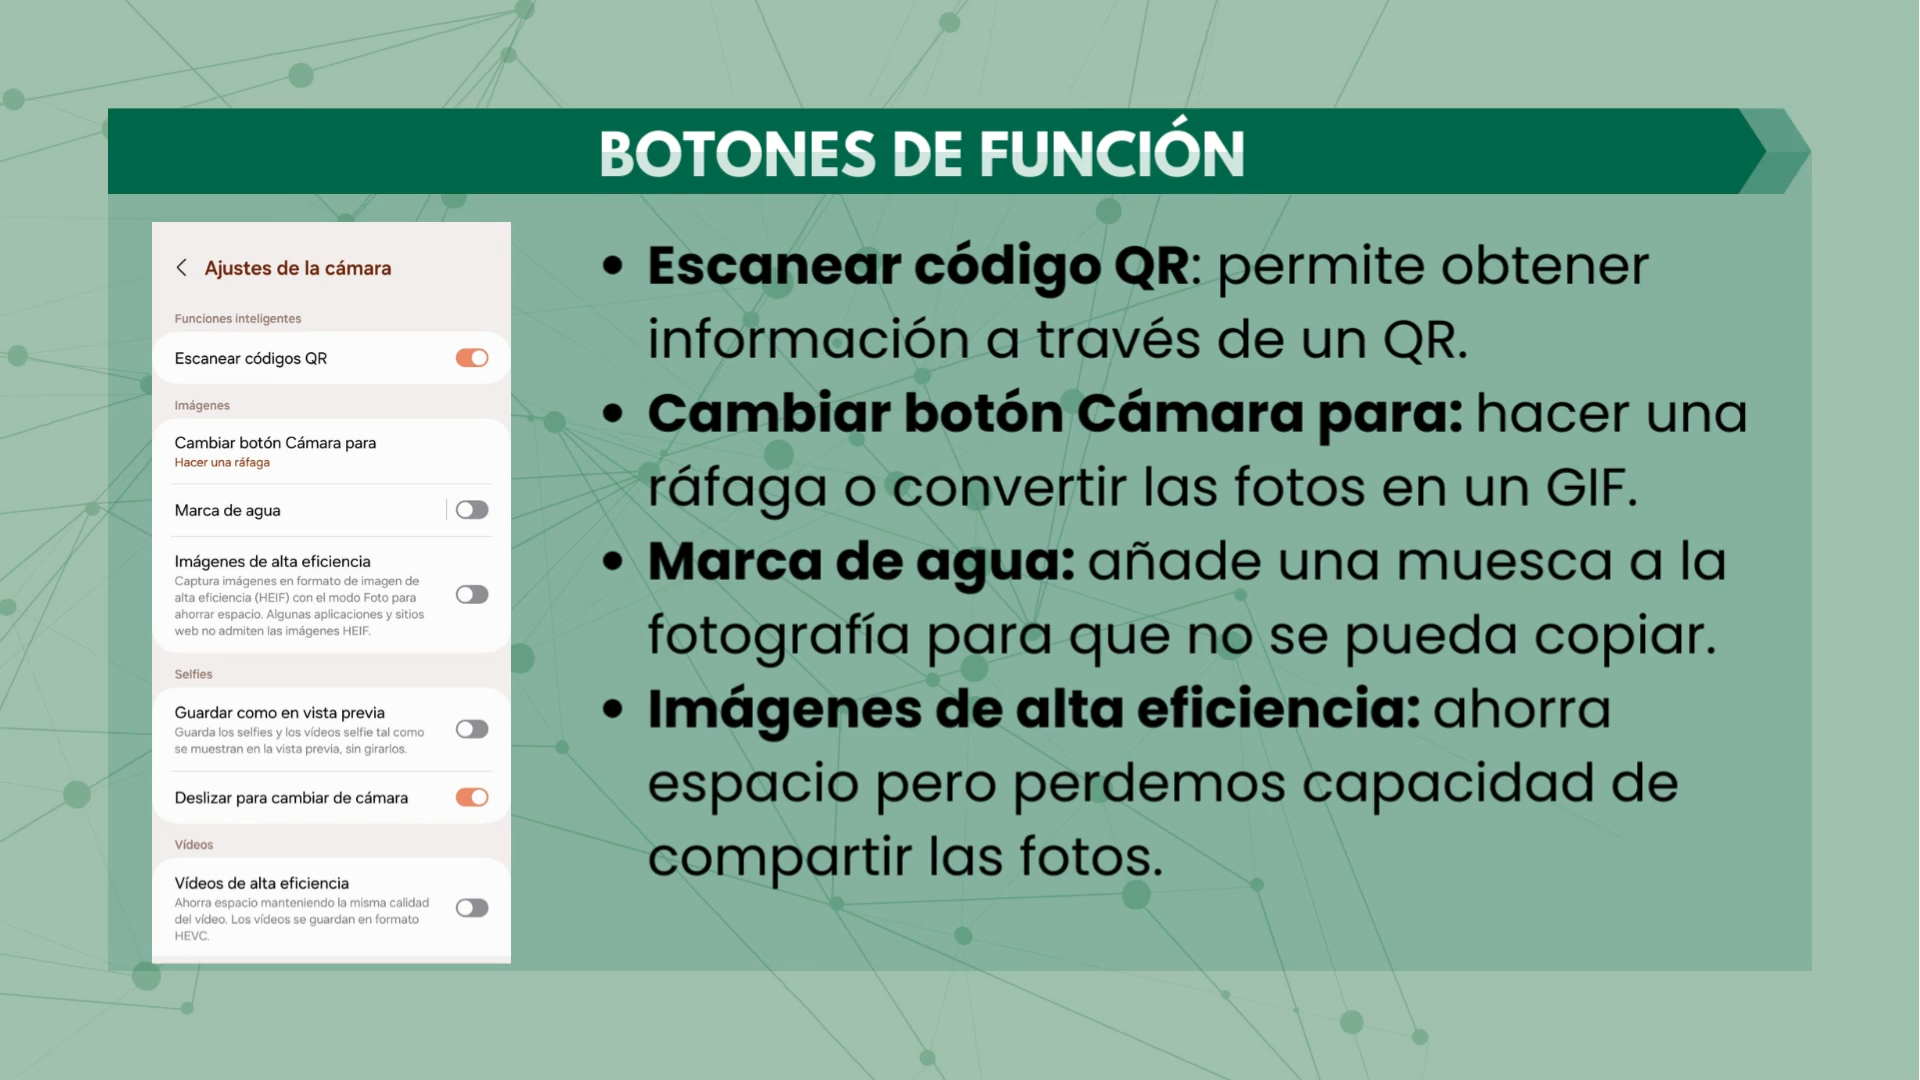 BOTONES DE FUNCIÓN
Ajustes de la cámara
Funciones inteligentes
Escanear códigos QR
Imágenes
Cambiar botón Cámara para
Hacer una ráfaga
Marca de agua
Imágenes de alta eficiencia
Captura imágenes en formato de imagen de
alta eficiencia (HEIF) con el modo Foto para
ahorrar espacio. Algunas aplicaciones y sitios
web no admiten las imágenes HEIF.
Selfies
Guardar como en vista previa
Guarda los selfies y los vídeos selfie tal como
se muestran en la vista previa, sin girarlos.
Deslizar para cambiar de cámara
Vídeos
Vídeos de alta eficiencia
Ahorra espacio manteniendo la misma calidad
del vídeo. Los vídeos se guardan en formato
HEVC.
• Escanear código QR: permite obtener
información a través de un QR.
• Cambiar botón Cámara para: hacer una
ráfaga o convertir las fotos en un GIF.
• Marca de agua: añade una muesca a la
fotografía para que no se pueda copiar.
• Imágenes de alta eficiencia: ahorra
espacio pero perdemos capacidad de
compartir las fotos.